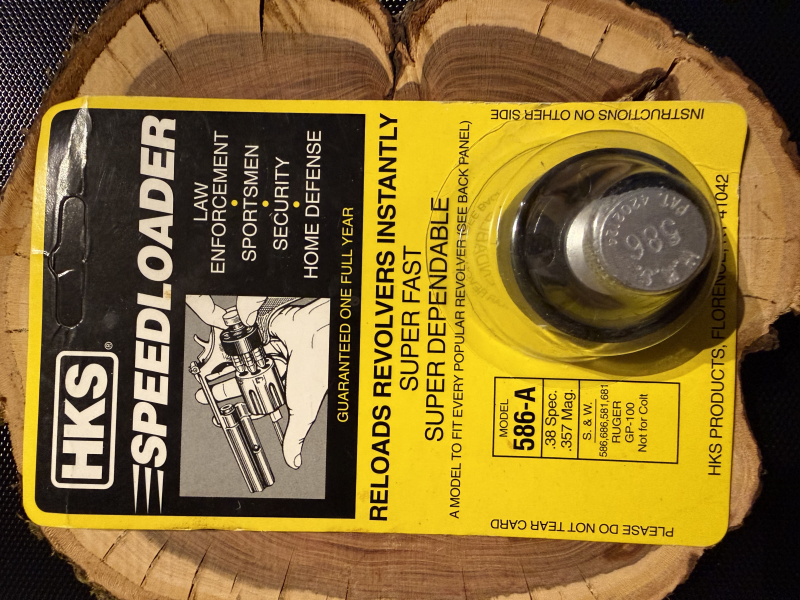 HKS
®
SPEEDLOADER
LAW
ENFORCEMENT
•
SPORTSMEN
•
SECURITY
•
HOME DEFENSE
GUARANTEED ONE FULL YEAR
RELOADS REVOLVERS INSTANTLY
SUPER FAST
SUPER DEPENDABLE
A MODEL TO FIT EVERY POPULAR REVOLVER (SEE BACK PANEL)
MODEL
586-A
.38 Spec.
.357 Mag.
S. & W.
586,686,581,681
RUGER
GP-100
Not for Colt
H.K.S.
586
PAT. 4202124
HKS PRODUCTS, FLORENCE, KY 41042
PLEASE DO NOT TEAR CARD
INSTRUCTIONS ON OTHER SIDE